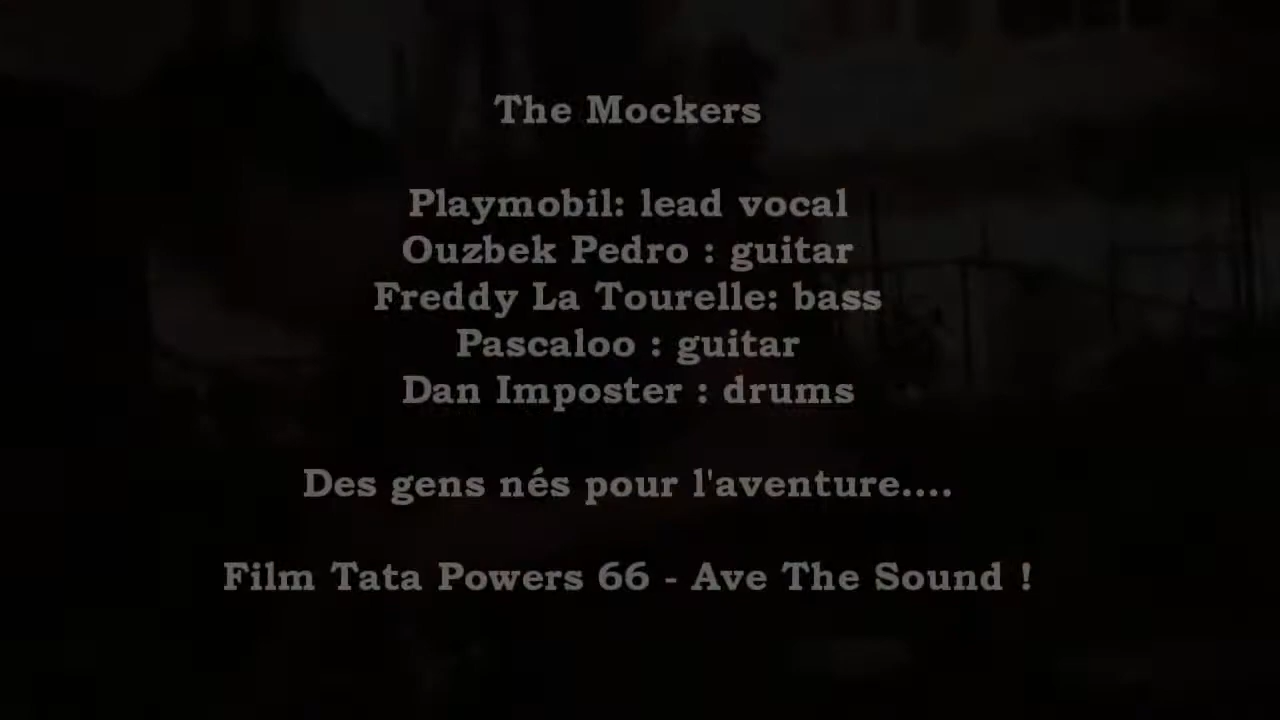 The Mockers
Playmobil: lead vocal
Ouzbek Pedro : guitar
Freddy La Tourelle: bass
Pascaloo : guitar
Dan Imposter : drums
Des gens nés pour l'aventure....
Film Tata Powers 66 - Ave The Sound !